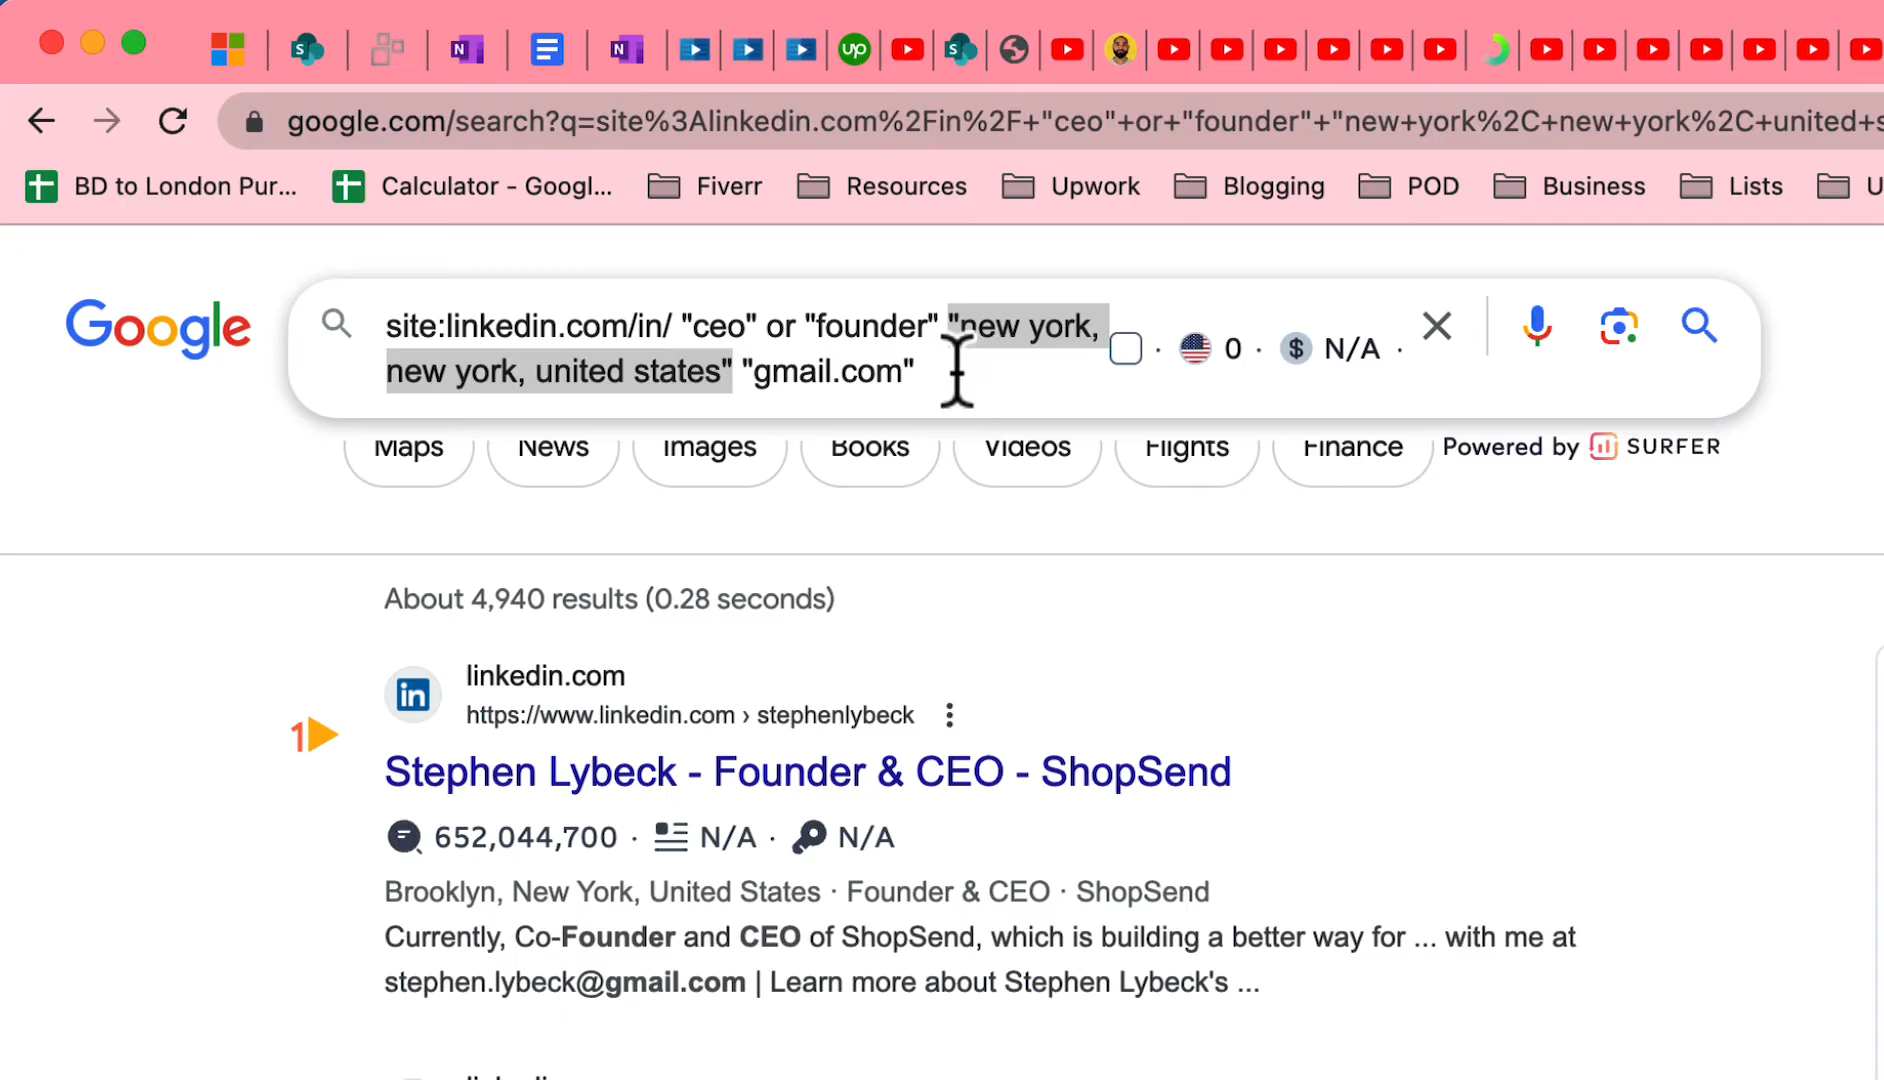 google.com/search?q=site%3Alinkedin.com%2Fin%2F+"ceo"+or+"founder"+"new+york%2C+new+york%2C+united+s
BD to London Pur...
Calculator - Googl...
Fiverr
Resources
Upwork
Blogging
POD
Business
Lists
U
Google
site:linkedin.com/in/ "ceo" or "founder" "new york,
new york, united states" "gmail.com"
· 0 · $ N/A ·
Maps
News
Images
Books
Videos
Flights
Finance
Powered by SURFER
About 4,940 results (0.28 seconds)
linkedin.com
https://www.linkedin.com › stephenlybeck
1
Stephen Lybeck - Founder & CEO - ShopSend
652,044,700 · N/A · N/A
Brooklyn, New York, United States · Founder & CEO · ShopSend
Currently, Co-Founder and CEO of ShopSend, which is building a better way for ... with me at
stephen.lybeck@gmail.com | Learn more about Stephen Lybeck's ...